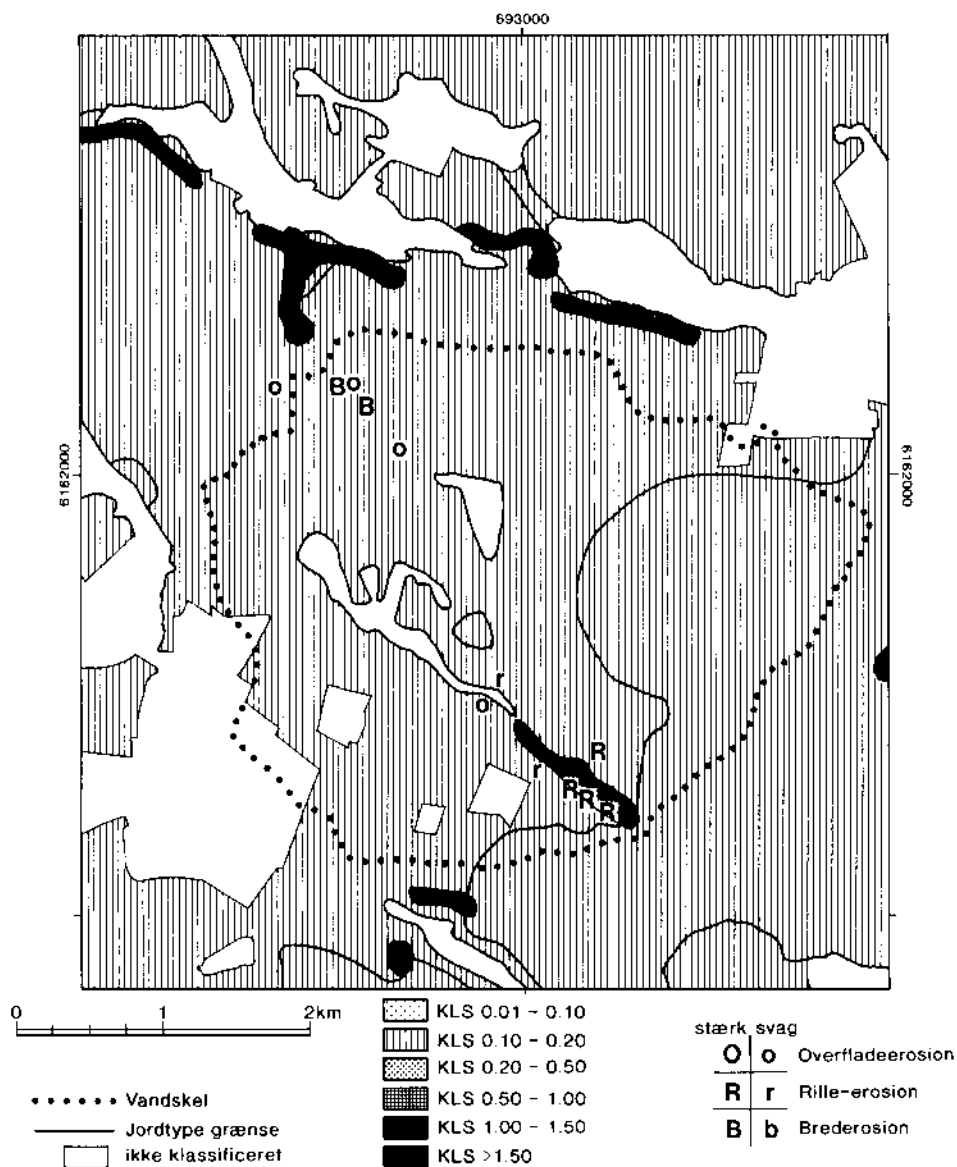 693000
O
B O
B
O
6162000
6162000
r
O
R
r
R
R
R
0 1 2km
KLS 0.01 - 0.10
KLS 0.10 - 0.20
KLS 0.20 - 0.50
KLS 0.50 - 1.00
KLS 1.00 - 1.50
KLS >1.50
Vandskel
Jordtype grænse
ikke klassificeret
stærk svag
O o Overfladeerosion
R r Rille-erosion
B b Brederosion